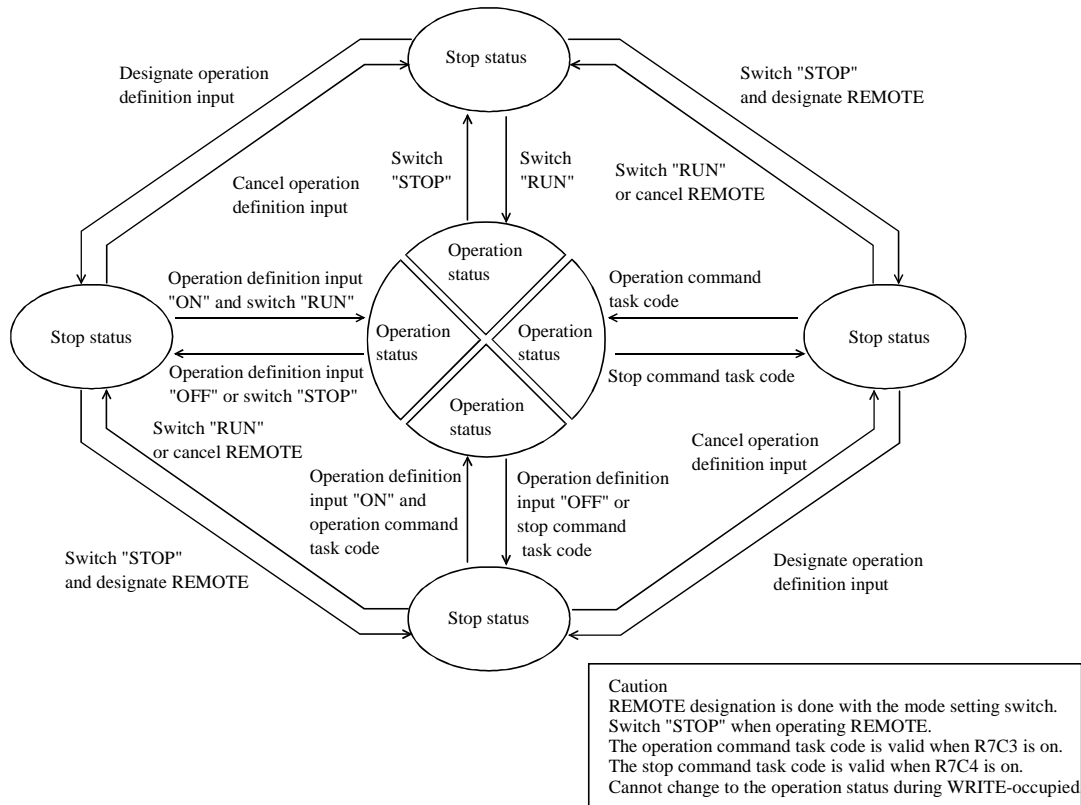 Stop status
Designate operation
definition input
Switch "STOP"
and designate REMOTE
Switch
"STOP"
Switch
"RUN"
Cancel operation
definition input
Switch "RUN"
or cancel REMOTE
Operation
status
Operation definition input
"ON" and switch "RUN"
Operation command
task code
Stop status
Operation
status
Operation
status
Stop status
Operation definition input
"OFF" or switch "STOP"
Stop command task code
Operation
status
Switch "RUN"
or cancel REMOTE
Cancel operation
definition input
Operation definition
input "ON" and
operation command
task code
Operation definition
input "OFF" or
stop command
task code
Switch "STOP"
and designate REMOTE
Designate operation
definition input
Stop status
Caution
REMOTE designation is done with the mode setting switch.
Switch "STOP" when operating REMOTE.
The operation command task code is valid when R7C3 is on.
The stop command task code is valid when R7C4 is on.
Cannot change to the operation status during WRITE-occupied